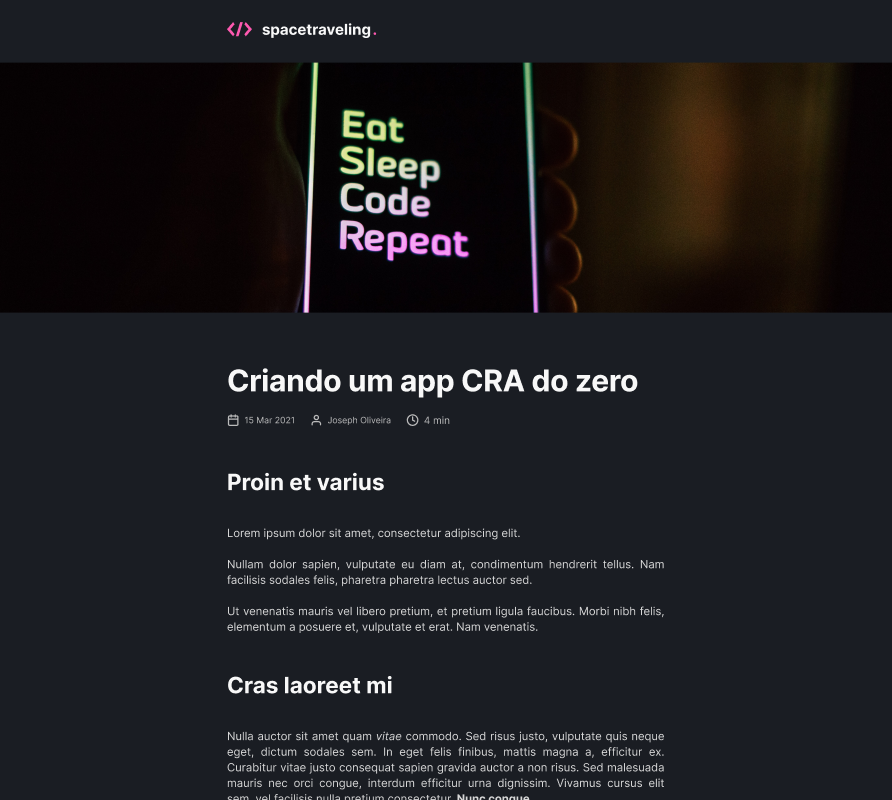 </> spacetraveling.
Eat
Sleep
Code
Repeat
Criando um app CRA do zero
15 Mar 2021 Joseph Oliveira 4 min
Proin et varius
Lorem ipsum dolor sit amet, consectetur adipiscing elit.
Nullam dolor sapien, vulputate eu diam at, condimentum hendrerit tellus. Nam
facilisis sodales felis, pharetra pharetra lectus auctor sed.
Ut venenatis mauris vel libero pretium, et pretium ligula faucibus. Morbi nibh felis,
elementum a posuere et, vulputate et erat. Nam venenatis.
Cras laoreet mi
Nulla auctor sit amet quam vitae commodo. Sed risus justo, vulputate quis neque
eget, dictum sodales sem. In eget felis finibus, mattis magna a, efficitur ex.
Curabitur vitae justo consequat sapien gravida auctor a non risus. Sed malesuada
mauris nec orci congue, interdum efficitur urna dignissim. Vivamus cursus elit
sem, vel facilisis nulla pretium consectetur. Nunc congue.